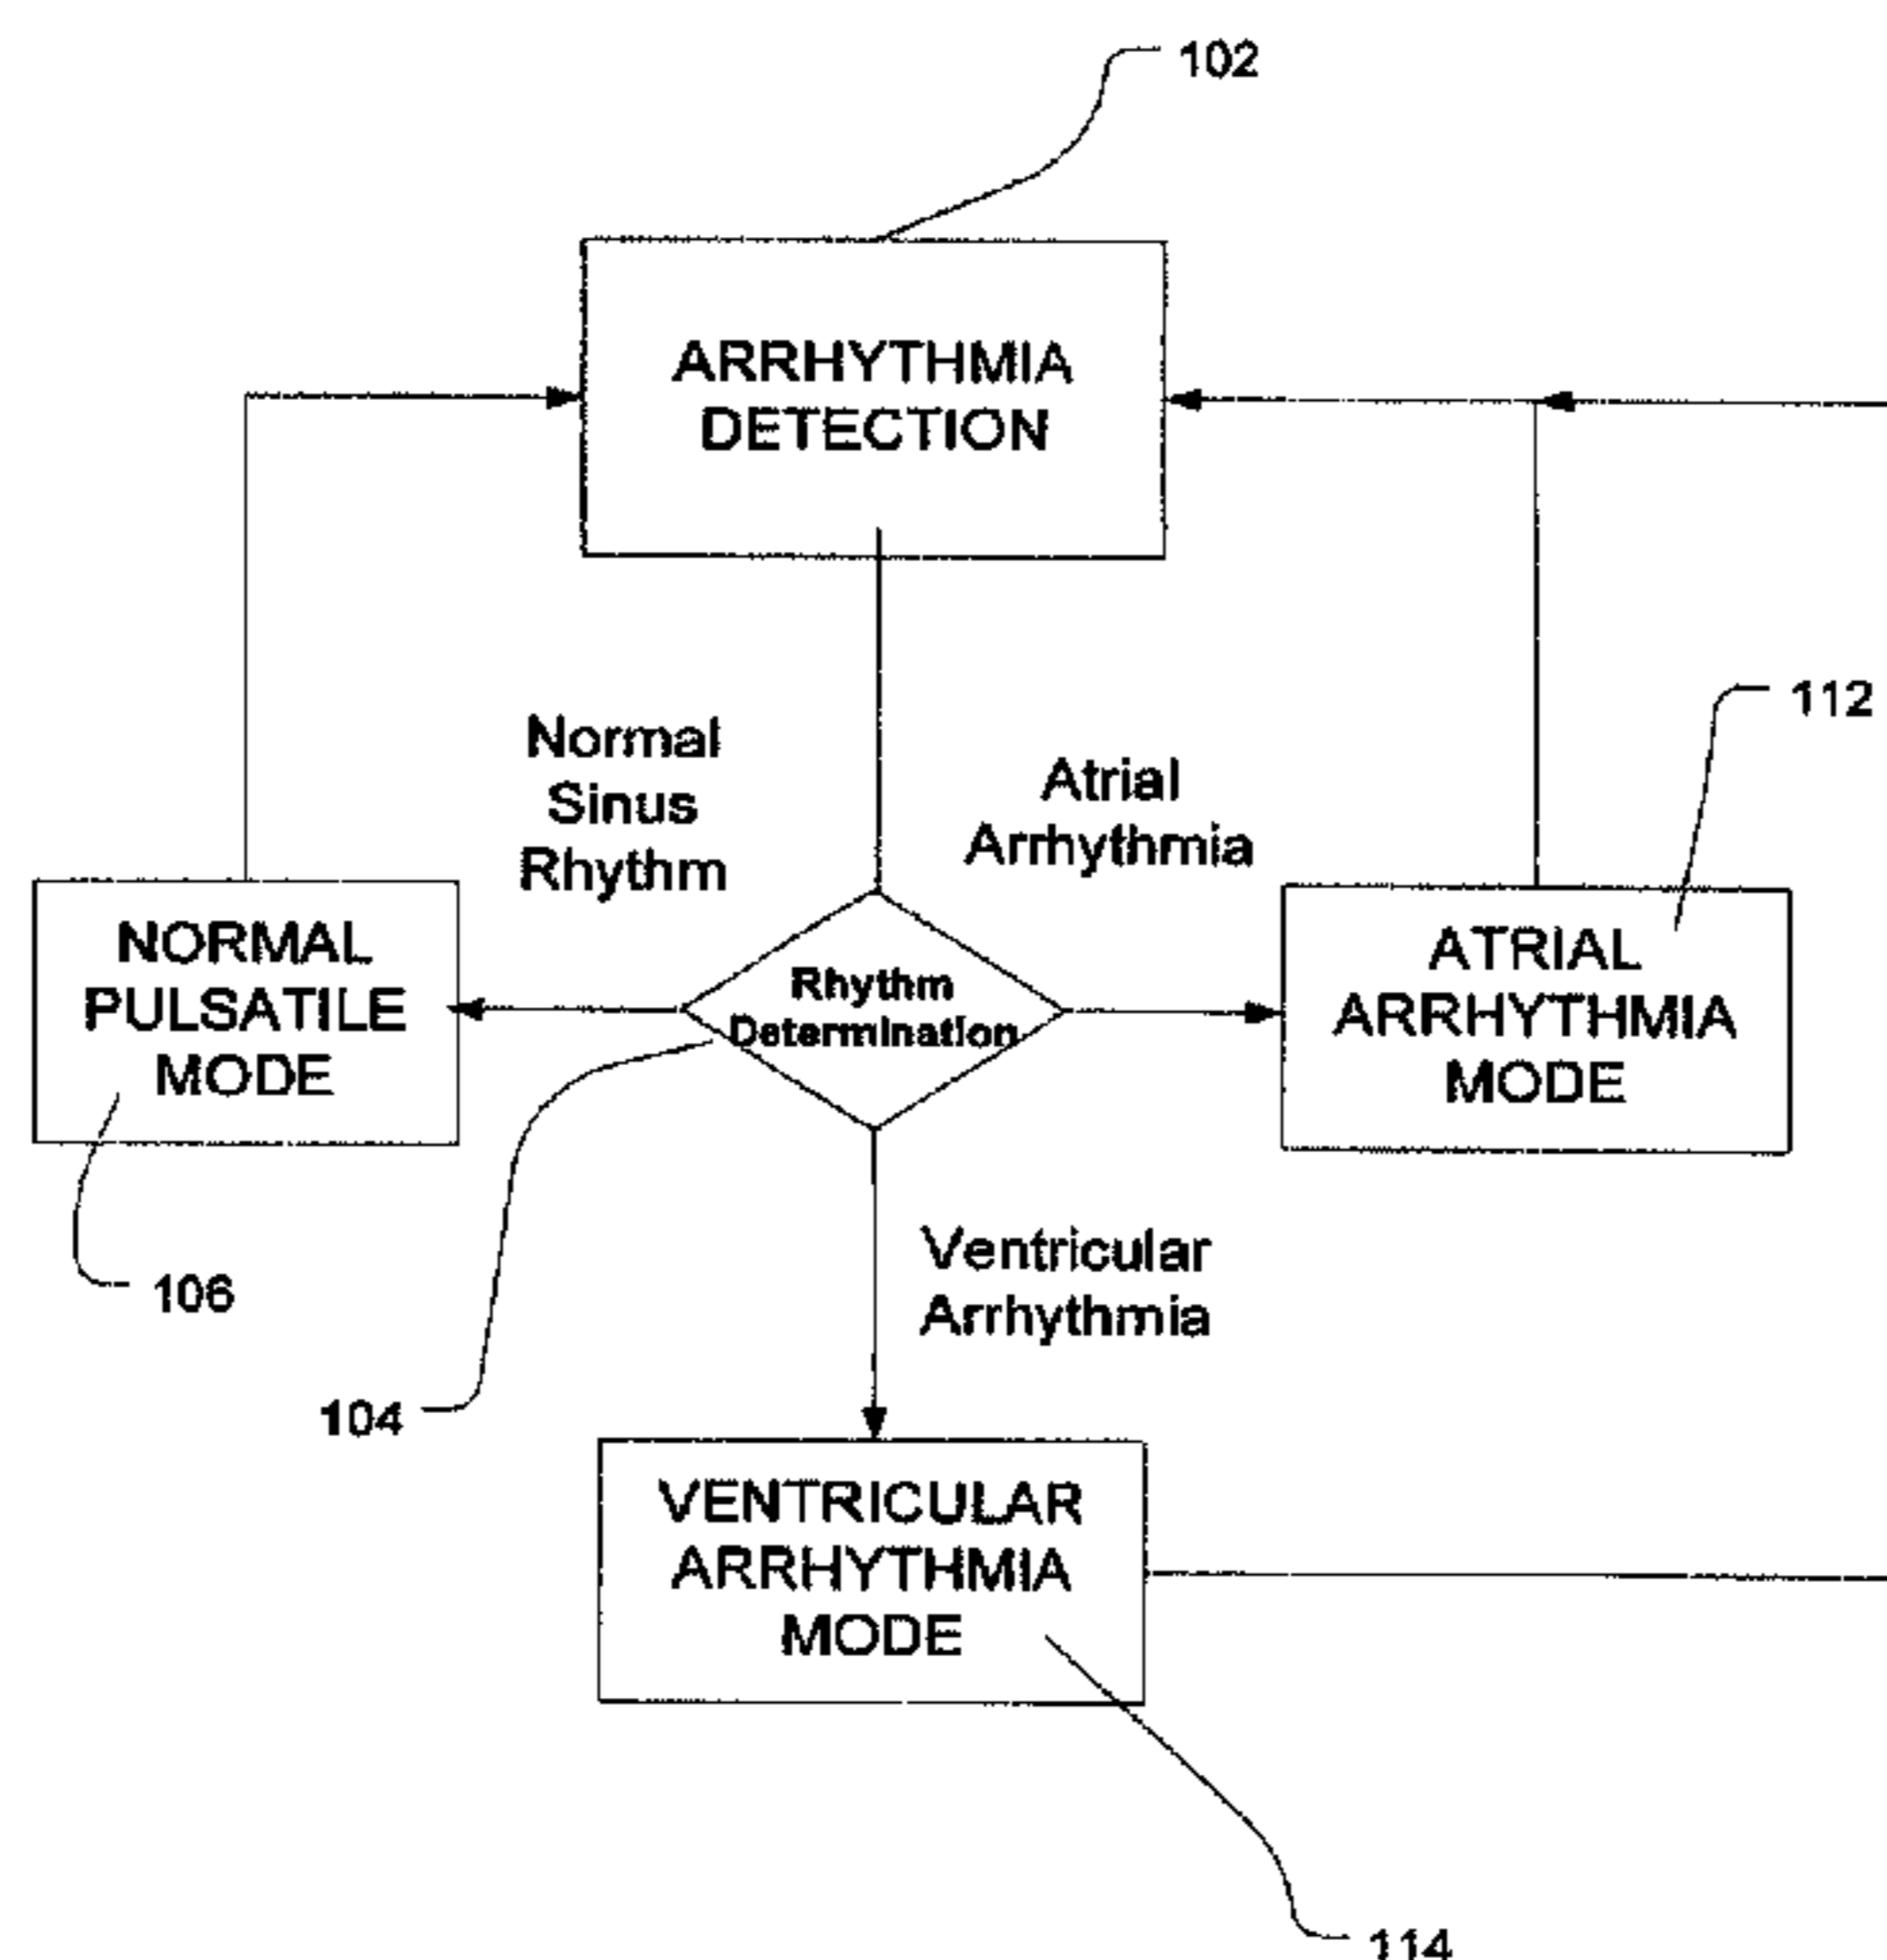 102
ARRHYTHMIA
DETECTION
112
Normal
Sinus
Rhythm
Atrial
Arrhythmia
NORMAL
PULSATILE
MODE
Rhythm
Determination
ATRIAL
ARRHYTHMIA
MODE
106
Ventricular
Arrhythmia
104
VENTRICULAR
ARRHYTHMIA
MODE
114